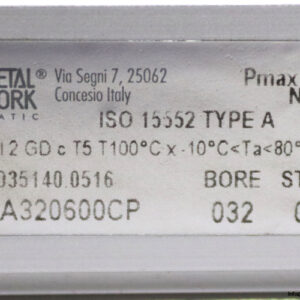 ETAL
ORK®
ATIC
Via Segni 7, 25062
Concesio Italy
Pmax
N
ISO 15552 TYPE A
I 2 GD c T5 T100°C x -10°C<Ta<80°
035140.0516
BORE
ST
A320600CP
032